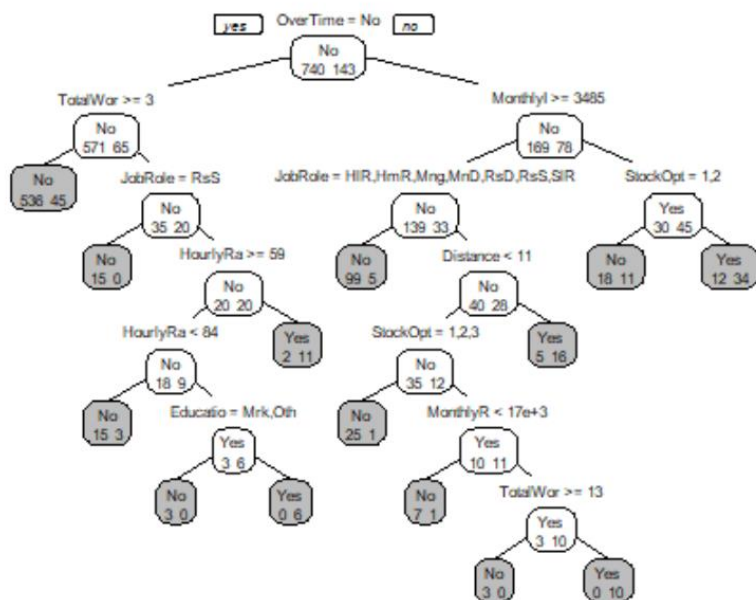 yes OverTime = No no
No
740 143
TotalWor >= 3 MonthlyI >= 3485
No No
571 65 169 78
No JobRole = RsS JobRole = HlR,HmR,Mng,MnD,RsD,RsS,SlR StockOpt = 1,2
536 45
No No Yes
35 20 139 33 30 45
No HourlyRa >= 59 No Distance < 11 No Yes
15 0 99 5 18 11 12 34
No No
20 20 40 28
HourlyRa < 84 Yes StockOpt = 1,2,3 Yes
2 11 5 16
No No
18 9 35 12
No Educatio = Mrk,Oth No MonthlyR < 17e+3
15 3 25 1
Yes Yes
3 6 10 11
No Yes No TotalWor >= 13
3 0 0 6 7 1
Yes
3 10
No Yes
3 0 0 10